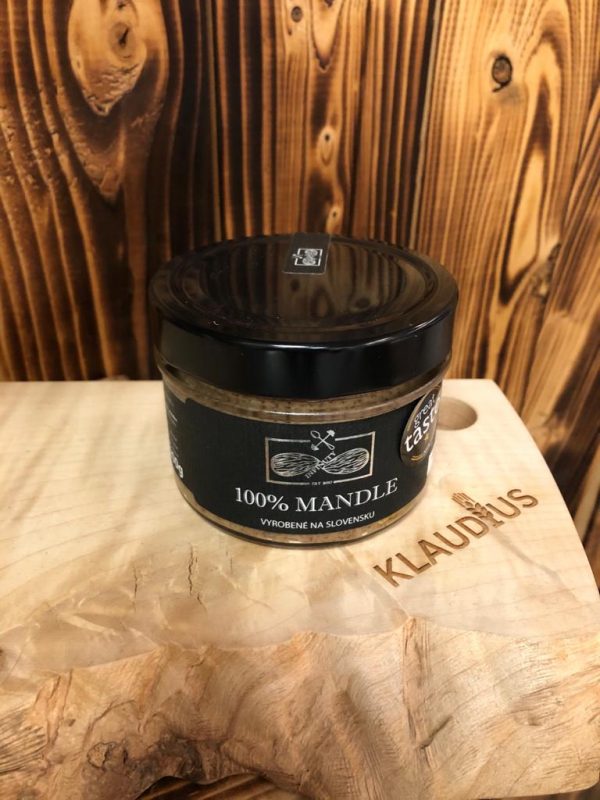 great
taste
100% MANDLE
VYROBENÉ NA SLOVENSKU
KLAUDIUS